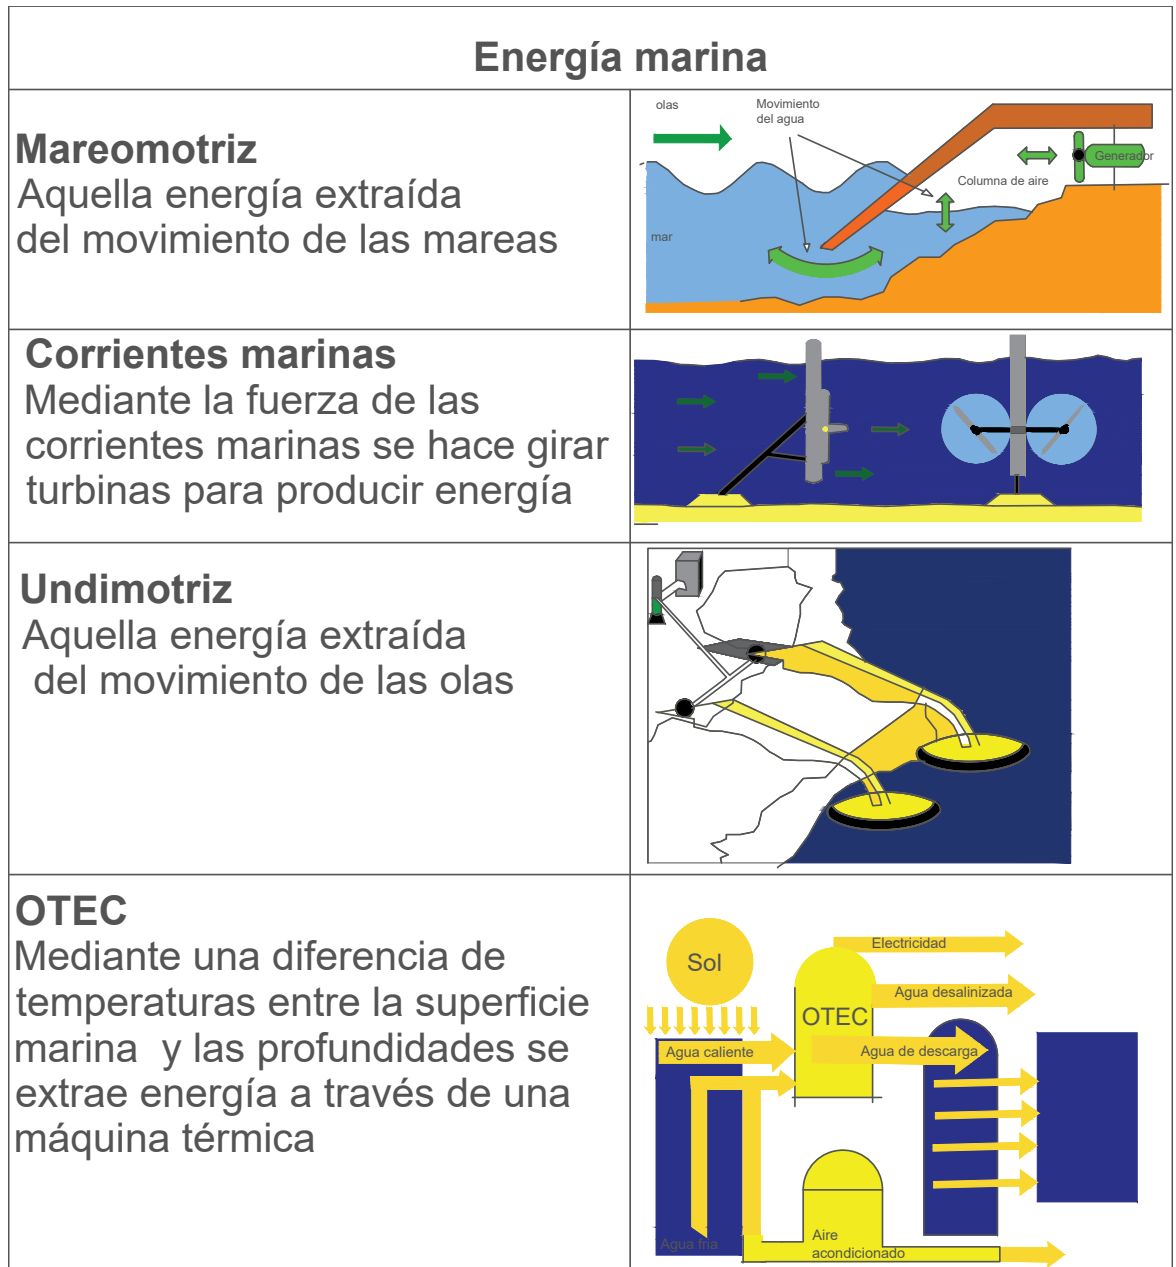 Energía marina
Mareomotriz
Aquella energía extraída
del movimiento de las mareas
olas
Movimiento
del agua
Generador
Columna de aire
mar
Corrientes marinas
Mediante la fuerza de las
corrientes marinas se hace girar
turbinas para producir energía
Undimotriz
Aquella energía extraída
del movimiento de las olas
OTEC
Mediante una diferencia de
temperaturas entre la superficie
marina y las profundidades se
extrae energía a través de una
máquina térmica
Sol
Electricidad
Agua desalinizada
OTEC
Agua caliente
Agua de descarga
Agua fria
Aire
acondicionado